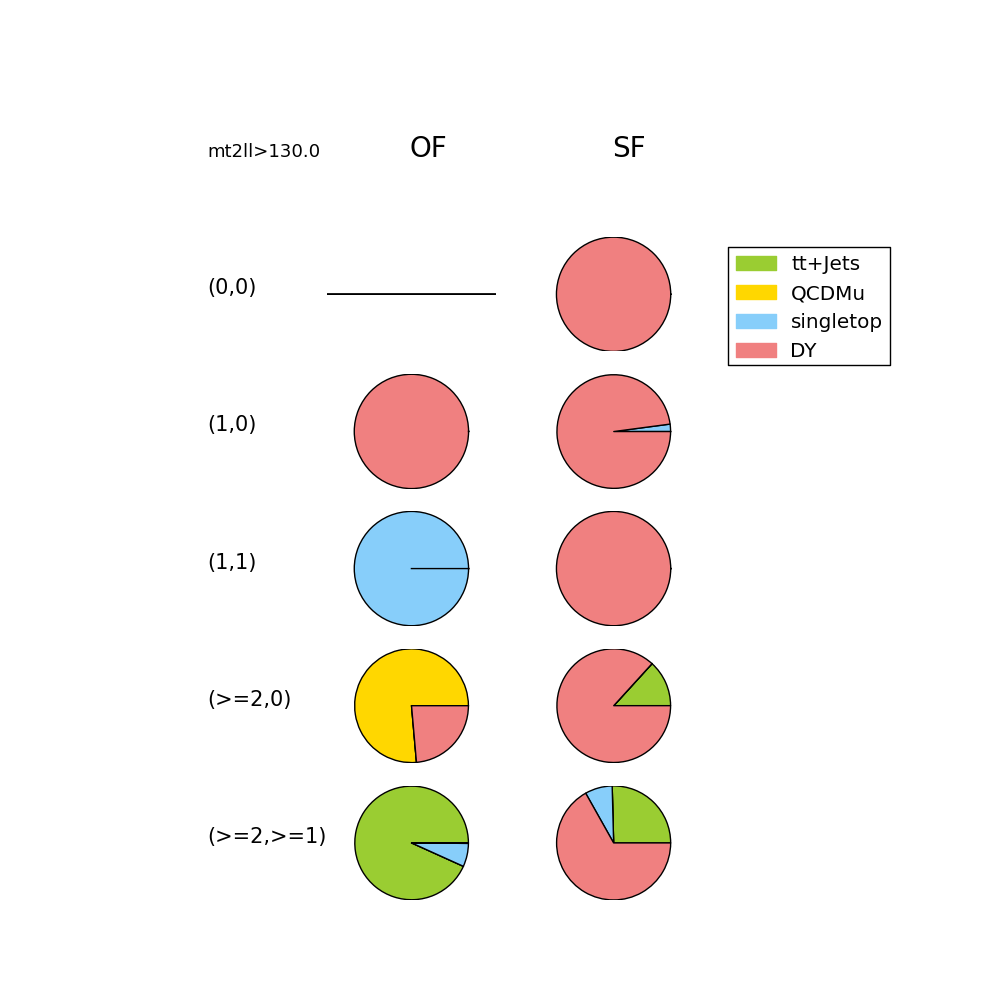 mt2ll>130.0 OF SF
(0,0)
tt+Jets
QCDMu
singletop
DY
(1,0)
(1,1)
(>=2,0)
(>=2,>=1)